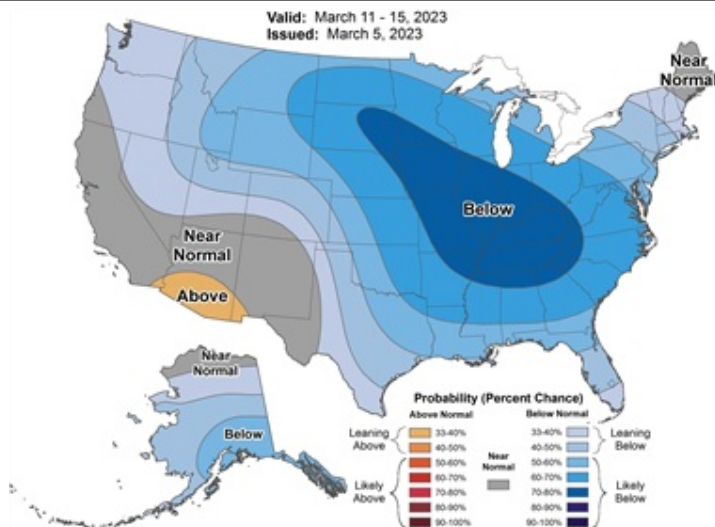 Valid: March 11 - 15, 2023
Issued: March 5, 2023
Near
Normal
Below
Near
Normal
Above
Near
Normal
Below
Probability (Percent Chance)
Above Normal
Below Normal
Leaning
Above
33-40%
40-50%
Likely
Above
50-60%
60-70%
70-80%
80-90%
90-100%
Near
Normal
33-40%
40-50%
Leaning
Below
50-60%
60-70%
70-80%
80-90%
90-100%
Likely
Below